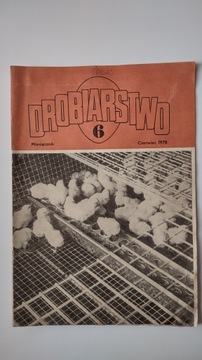 DROBIARSTWO
6
Miesięcznik
Czerwiec 1978